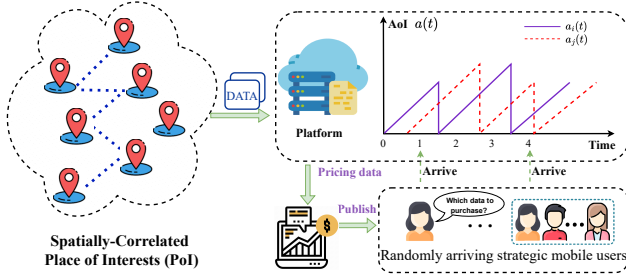 DATA
Spatially-Correlated
Place of Interests (PoI)
Platform
AoI a(t)
a_i(t)
a_j(t)
0 1 2 3 4 Time
Pricing data
Arrive Arrive
$
Publish
Which data to
purchase?
...
...
Randomly arriving strategic mobile users